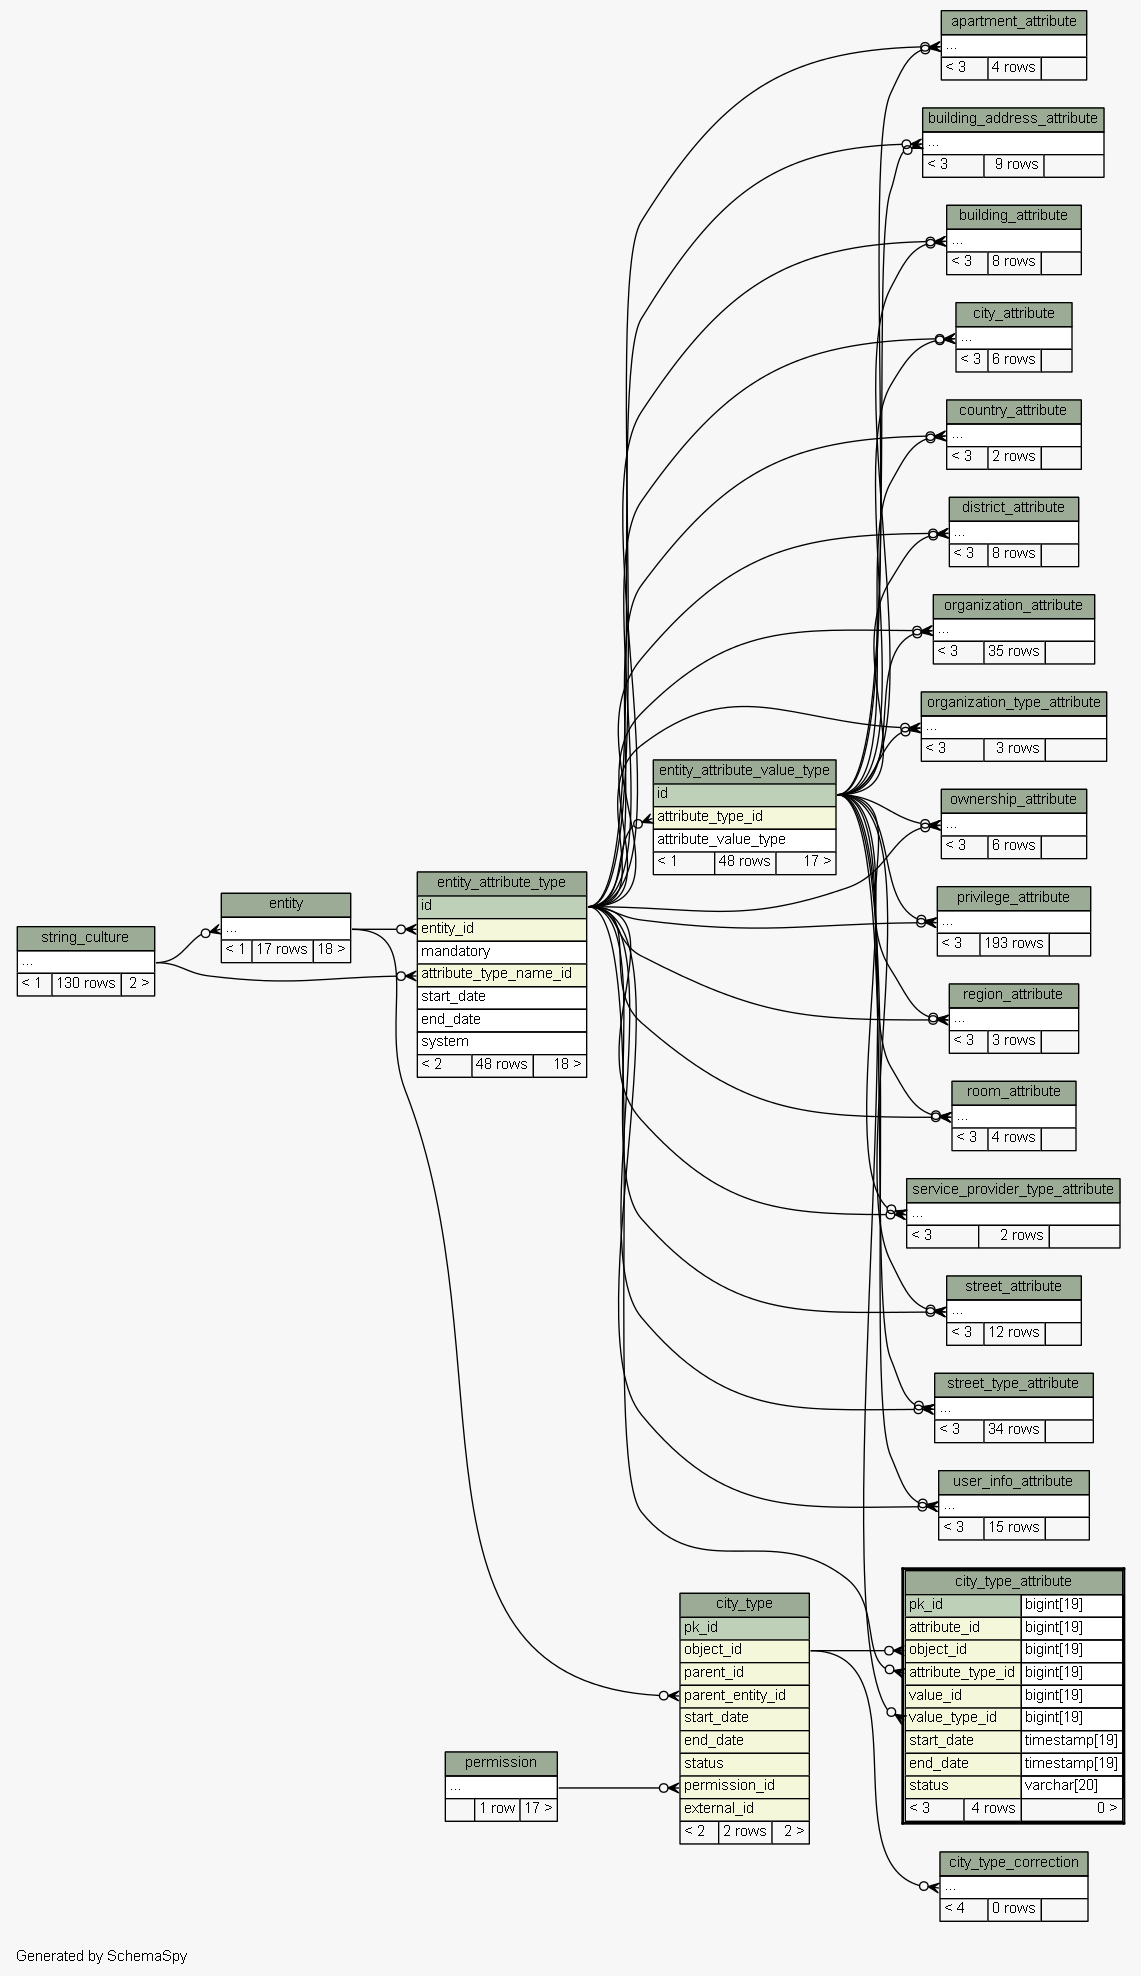 apartment_attribute
...
< 3 4 rows
building_address_attribute
...
< 3 9 rows
building_attribute
...
< 3 8 rows
city_attribute
...
< 3 6 rows
country_attribute
...
< 3 2 rows
district_attribute
...
< 3 8 rows
organization_attribute
...
< 3 35 rows
organization_type_attribute
...
< 3 3 rows
entity_attribute_value_type
id
attribute_type_id
attribute_value_type
< 1 48 rows 17 >
ownership_attribute
...
< 3 6 rows
entity_attribute_type
id
entity_id
mandatory
attribute_type_name_id
start_date
end_date
system
< 2 48 rows 18 >
entity
...
< 1 17 rows 18 >
string_culture
...
< 1 130 rows 2 >
privilege_attribute
...
< 3 193 rows
region_attribute
...
< 3 3 rows
room_attribute
...
< 3 4 rows
service_provider_type_attribute
...
< 3 2 rows
street_attribute
...
< 3 12 rows
street_type_attribute
...
< 3 34 rows
user_info_attribute
...
< 3 15 rows
city_type_attribute
pk_id bigint[19]
attribute_id bigint[19]
object_id bigint[19]
attribute_type_id bigint[19]
value_id bigint[19]
value_type_id bigint[19]
start_date timestamp[19]
end_date timestamp[19]
status varchar[20]
< 3 4 rows 0 >
city_type
pk_id
object_id
parent_id
parent_entity_id
start_date
end_date
status
permission_id
external_id
< 2 2 rows 2 >
permission
...
1 row 17 >
city_type_correction
...
< 4 0 rows
Generated by SchemaSpy